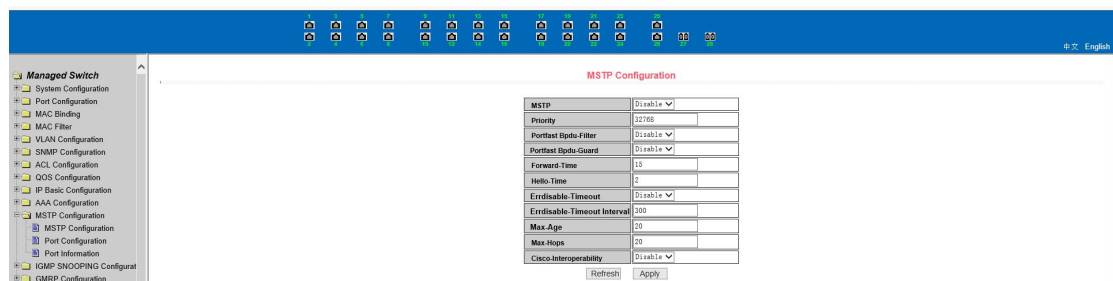 1 3 5 7 9 11 13 15 17 19 21 23 25
2 4 6 8 10 12 14 16 18 20 22 24 26 27 28
中文 English
Managed Switch
System Configuration
Port Configuration
MAC Binding
MAC Filter
VLAN Configuration
SNMP Configuration
ACL Configuration
QOS Configuration
IP Basic Configuration
AAA Configuration
MSTP Configuration
MSTP Configuration
Port Configuration
Port Information
IGMP SNOOPING Configurat
GMRP Configuration
MSTP Configuration
MSTP Disable
Priority 32768
Portfast Bpdu-Filter Disable
Portfast Bpdu-Guard Disable
Forward-Time 15
Hello-Time 2
Errdisable-Timeout Disable
Errdisable-Timeout Interval 300
Max-Age 20
Max-Hops 20
Cisco-Interoperability Disable
Refresh Apply